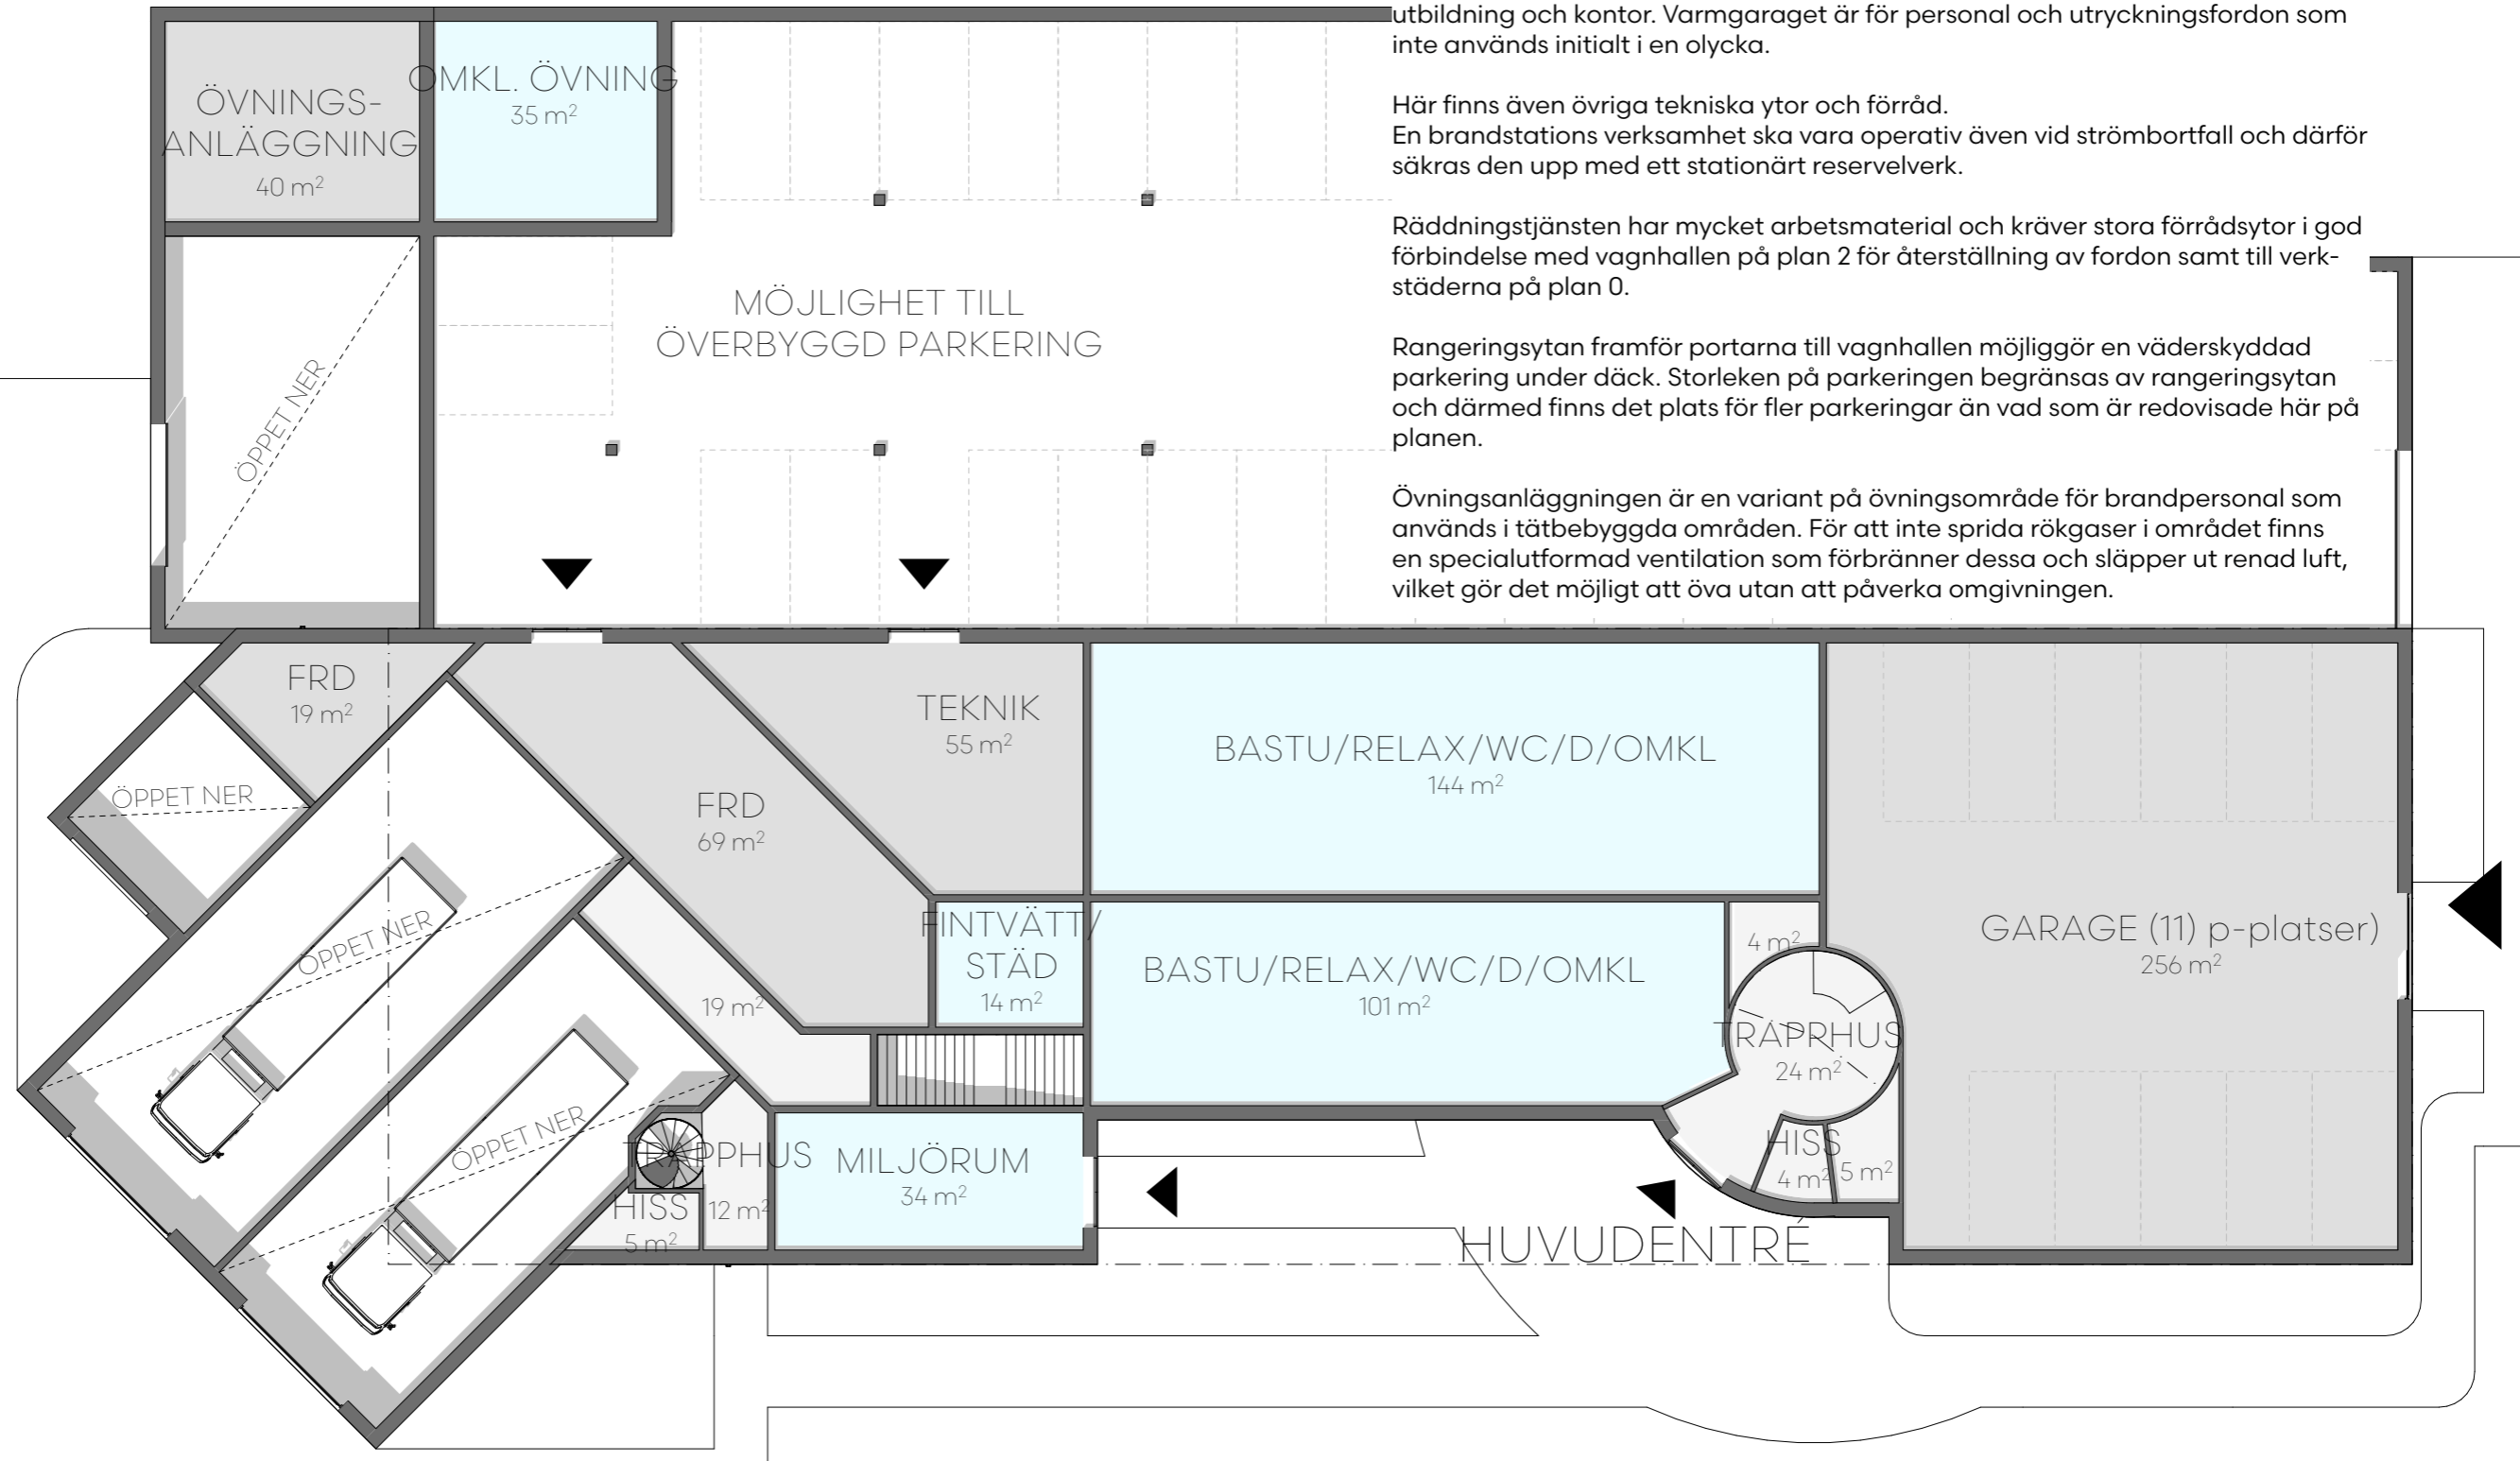 utbildning och kontor. Varmgaraget är för personal och utryckningsfordon som
inte används initialt i en olycka.
Här finns även övriga tekniska ytor och förråd.
En brandstations verksamhet ska vara operativ även vid strömbortfall och därför
säkras den upp med ett stationärt reservelverk.
Räddningstjänsten har mycket arbetsmaterial och kräver stora förrådsytor i god
förbindelse med vagnhallen på plan 2 för återställning av fordon samt till verk-
städerna på plan 0.
Rangeringsytan framför portarna till vagnhallen möjliggör en väderskyddad
parkering under däck. Storleken på parkeringen begränsas av rangeringsytan
och därmed finns det plats för fler parkeringar än vad som är redovisade här på
planen.
Övningsanläggningen är en variant på övningsområde för brandpersonal som
används i tätbebyggda områden. För att inte sprida rökgaser i området finns
en specialutformad ventilation som förbränner dessa och släpper ut renad luft,
vilket gör det möjligt att öva utan att påverka omgivningen.
ÖVNINGS-
ANLÄGGNING
40 m²
OMKL. ÖVNING
35 m²
MÖJLIGHET TILL
ÖVERBYGGD PARKERING
ÖPPET NER
FRD
19 m²
ÖPPET NER
FRD
69 m²
TEKNIK
55 m²
BASTU/RELAX/WC/D/OMKL
144 m²
ÖPPET NER
19 m²
FINTVÄTT/
STÄD
14 m²
BASTU/RELAX/WC/D/OMKL
101 m²
4 m²
GARAGE (11) p-platser)
256 m²
TRAPPHUS
24 m²
ÖPPET NER
TRAPPHUS
12 m²
HISS
5 m²
MILJÖRUM
34 m²
HISS
4 m²
5 m²
HUVUDENTRÉ